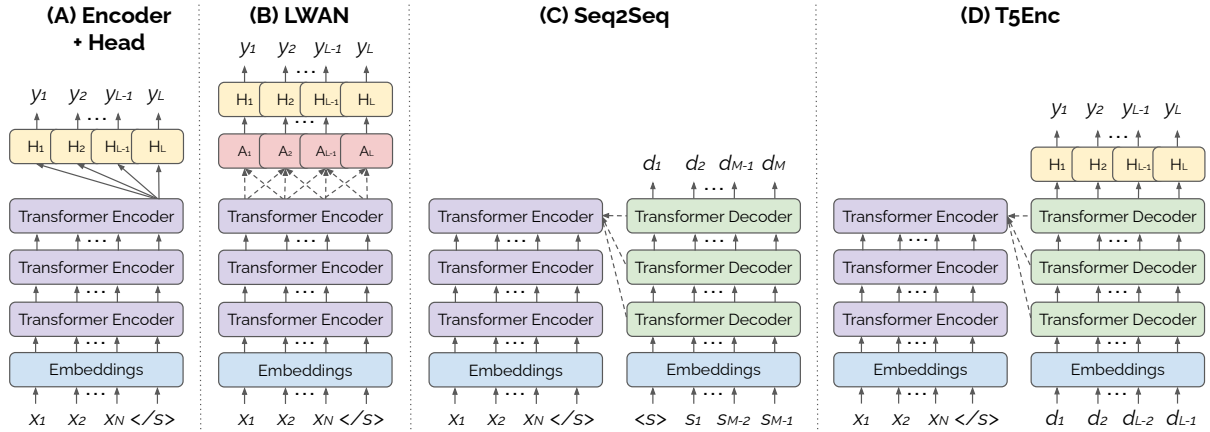 (A) Encoder
+ Head
y1 y2 ... yL-1 yL
H1 H2 HL-1 HL
Transformer Encoder
...
Transformer Encoder
...
Transformer Encoder
...
Embeddings
...
x1 x2 xN </s>
(B) LWAN
y1 y2 yL-1 yL
...
H1 H2 HL-1 HL
...
A1 A2 AL-1 AL
Transformer Encoder
...
Transformer Encoder
...
Transformer Encoder
...
Embeddings
...
x1 x2 xN </s>
(C) Seq2Seq
Transformer Encoder
...
Transformer Encoder
...
Transformer Encoder
...
Embeddings
...
x1 x2 xN </s>
d1 d2 dM-1 dM
...
Transformer Decoder
...
Transformer Decoder
...
Transformer Decoder
...
Embeddings
...
<s> s1 sM-2 sM-1
(D) T5Enc
Transformer Encoder
...
Transformer Encoder
...
Transformer Encoder
...
Embeddings
...
x1 x2 xN </s>
y1 y2 yL-1 yL
...
H1 H2 HL-1 HL
...
Transformer Decoder
...
Transformer Decoder
...
Transformer Decoder
...
Embeddings
...
d1 d2 dL-2 dL-1